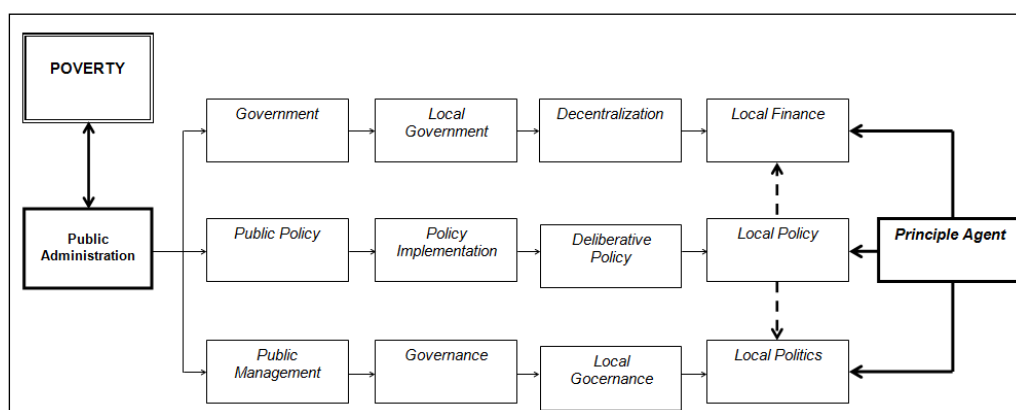 POVERTY
Government
Local
Government
Decentralization
Local Finance
Public
Administration
Public Policy
Policy
Implementation
Deliberative
Policy
Local Policy
Principle Agent
Public
Management
Governance
Local
Gocernance
Local Politics